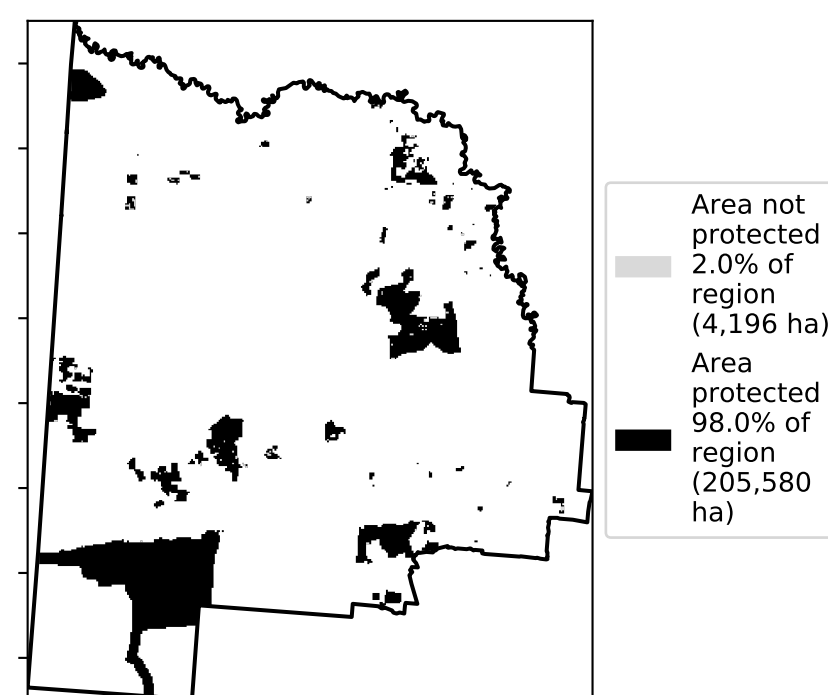 Area not
protected
2.0% of
region
(4,196 ha)
Area
protected
98.0% of
region
(205,580
ha)